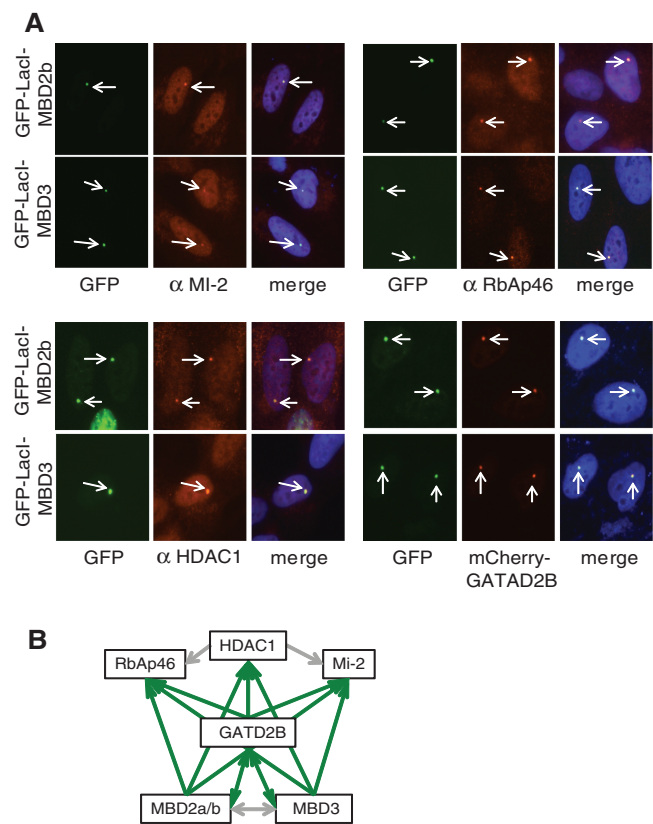 A
GFP-LacI-
MBD2b
GFP-LacI-
MBD3
GFP
α MI-2
merge
GFP
α RbAp46
merge
GFP-LacI-
MBD2b
GFP-LacI-
MBD3
GFP
α HDAC1
merge
GFP
mCherry-
GATAD2B
merge
B
HDAC1
RbAp46
Mi-2
GATD2B
MBD2a/b
MBD3